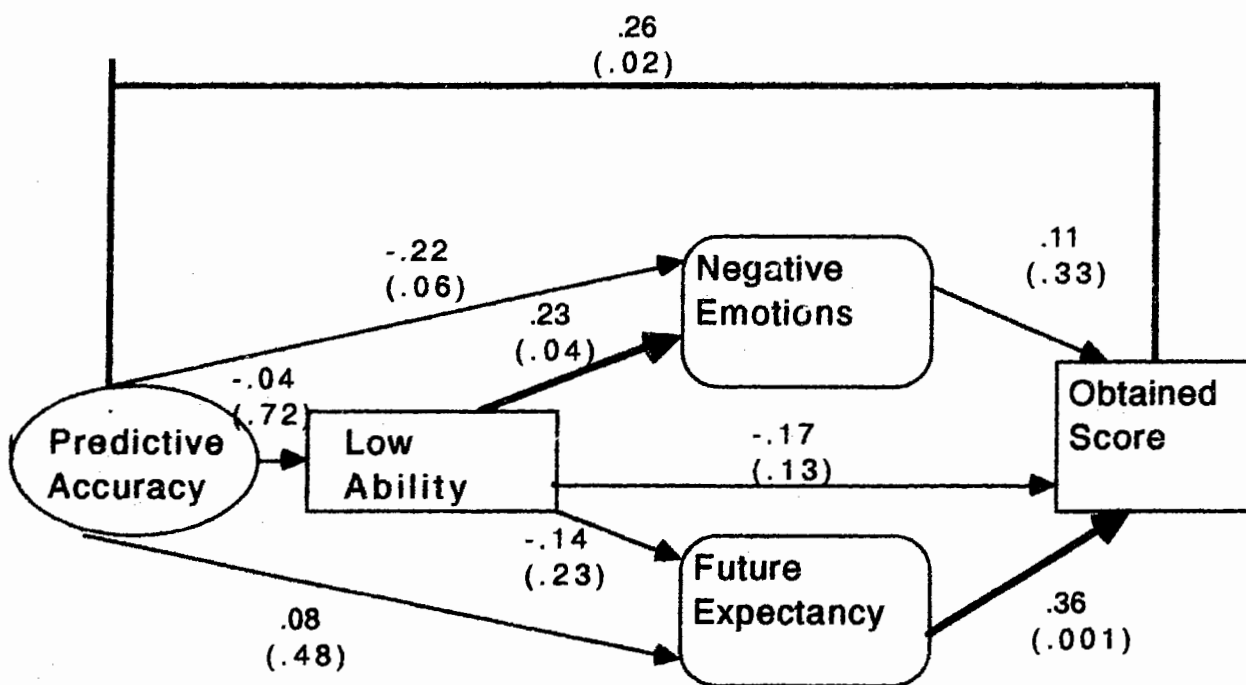 .26
(.02)
-.22
(.06)
Negative
Emotions
.11
(.33)
.23
(.04)
-.04
(.72)
Obtained
Score
Predictive
Accuracy
Low
Ability
-.17
(.13)
-.14
(.23)
Future
Expectancy
.08
(.48)
.36
(.001)